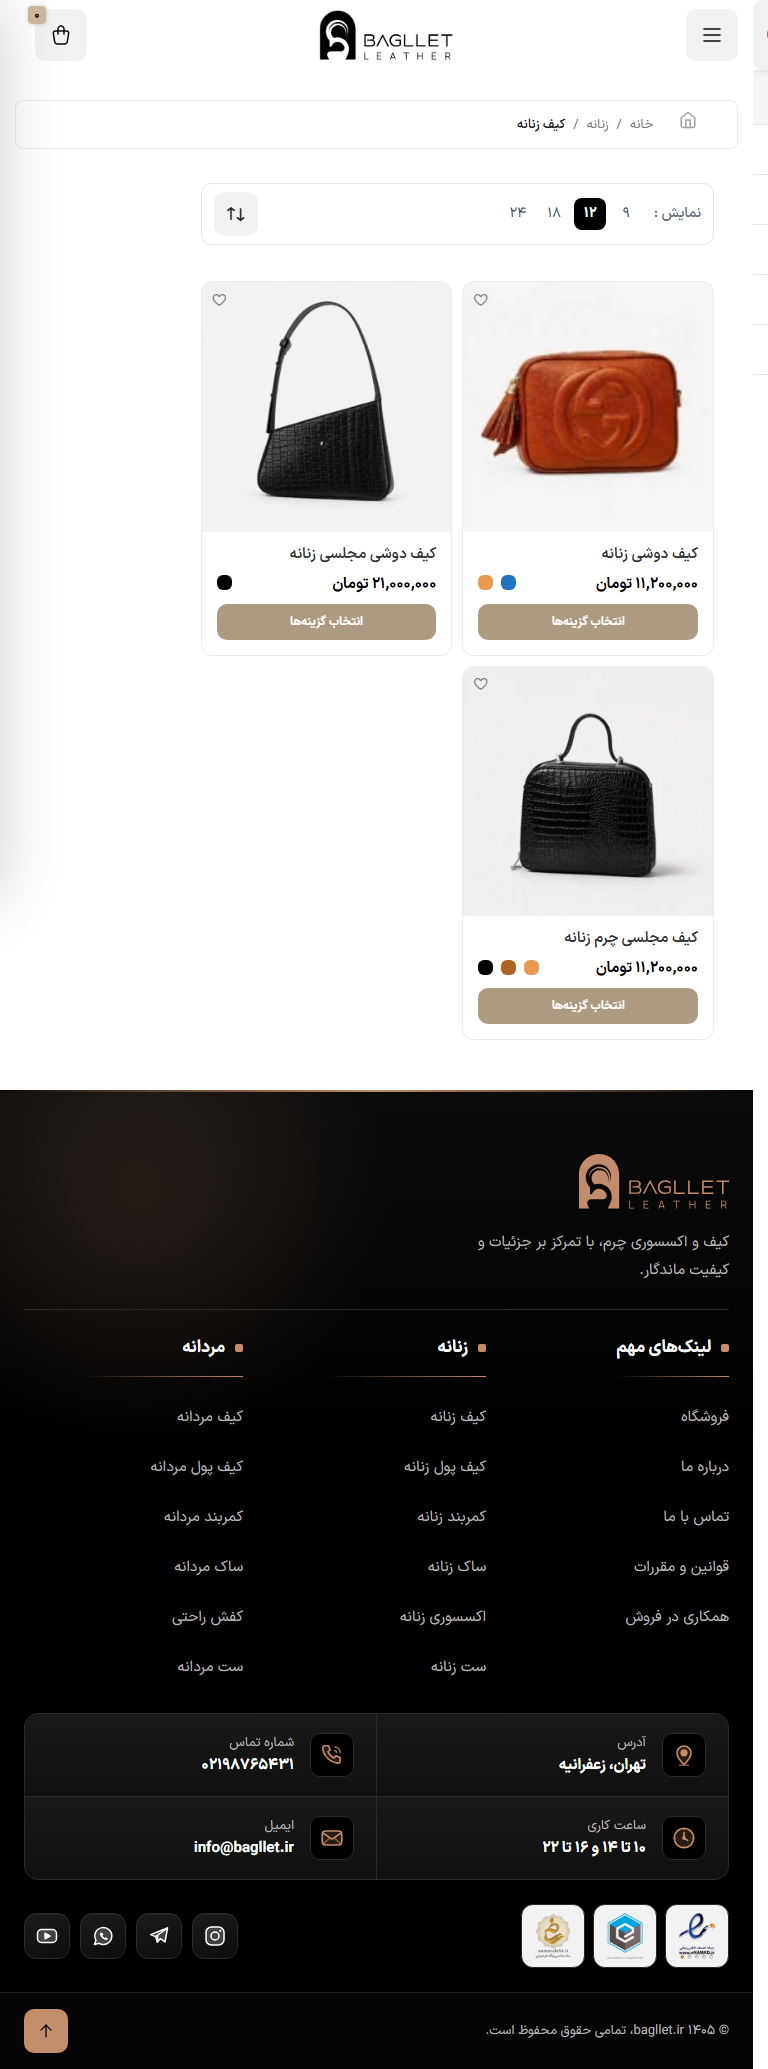 ۰
BAGLLET
LEATHER
خانه / زنانه / کیف زنانه
نمایش : ۹ ۱۲ ۱۸ ۲۴
کیف دوشی زنانه
۱۱,۲۰۰,۰۰۰ تومان
انتخاب گزینه‌ها
کیف دوشی مجلسی زنانه
۲۱,۰۰۰,۰۰۰ تومان
انتخاب گزینه‌ها
کیف مجلسی چرم زنانه
۱۱,۲۰۰,۰۰۰ تومان
انتخاب گزینه‌ها
BAGLLET
LEATHER
کیف و اکسسوری چرم، با تمرکز بر جزئیات و
کیفیت ماندگار.
لینک‌های مهم
فروشگاه
درباره ما
تماس با ما
قوانین و مقررات
همکاری در فروش
زنانه
کیف زنانه
کیف پول زنانه
کمربند زنانه
ساک زنانه
اکسسوری زنانه
ست زنانه
مردانه
کیف مردانه
کیف پول مردانه
کمربند مردانه
ساک مردانه
کفش راحتی
ست مردانه
آدرس
تهران، زعفرانیه
شماره تماس
۰۲۱۹۸۷۶۵۴۳۱
ساعت کاری
۱۰ تا ۱۴ و ۱۶ تا ۲۲
ایمیل
info@bagllet.ir
samandehi.ir
© ۱۴۰۵ bagllet.ir، تمامی حقوق محفوظ است.